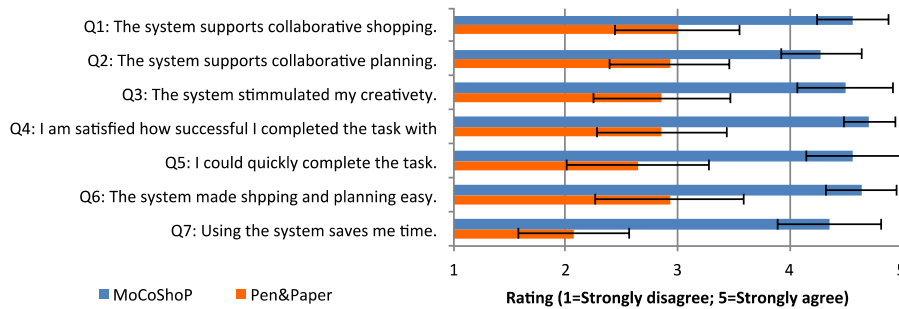 Q1: The system supports collaborative shopping.
Q2: The system supports collaborative planning.
Q3: The system stimmulated my creativety.
Q4: I am satisfied how successful I completed the task with
Q5: I could quickly complete the task.
Q6: The system made shpping and planning easy.
Q7: Using the system saves me time.
1 2 3 4 5
MoCoShoP Pen&Paper
Rating (1=Strongly disagree; 5=Strongly agree)